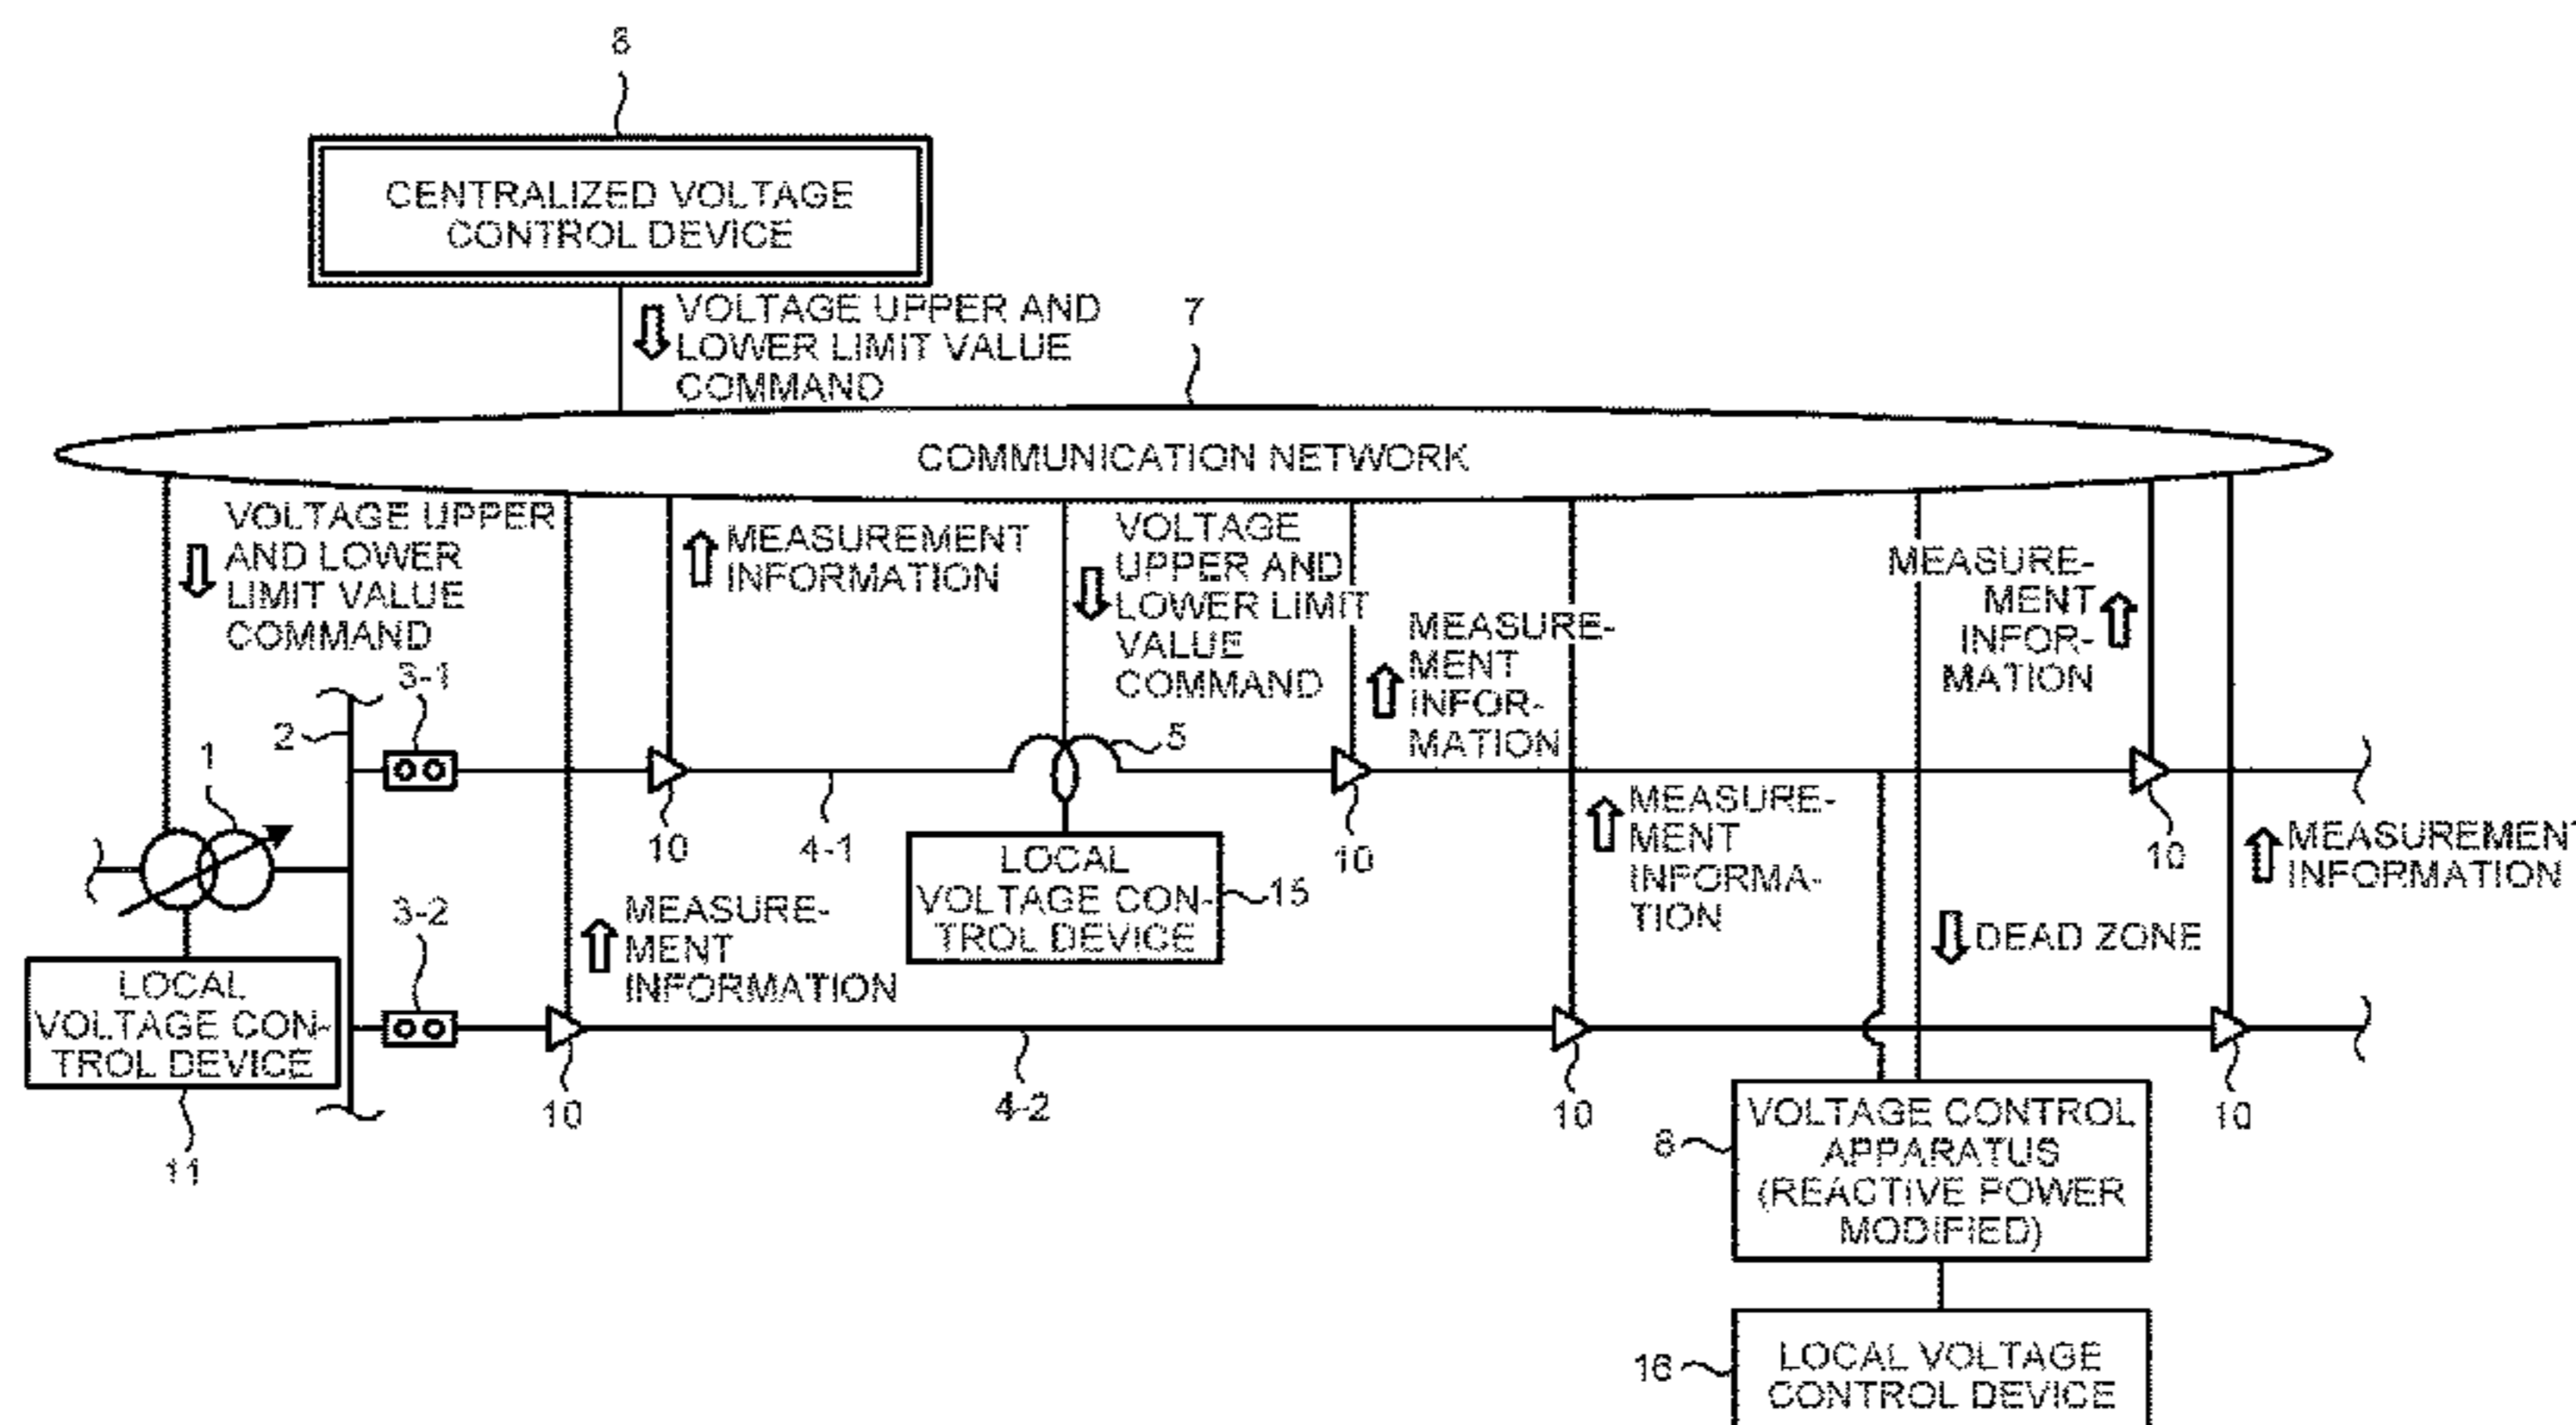 6
CENTRALIZED VOLTAGE
CONTROL DEVICE
VOLTAGE UPPER AND
LOWER LIMIT VALUE
COMMAND
7
COMMUNICATION NETWORK
VOLTAGE UPPER
AND LOWER
LIMIT VALUE
COMMAND
MEASUREMENT
INFORMATION
VOLTAGE
UPPER AND
LOWER LIMIT
VALUE
COMMAND
MEASURE-
MENT
INFOR-
MATION
MEASURE-
MENT
INFOR-
MATION
3-1
2
1
5
10
4-1
10
10
LOCAL
VOLTAGE CON-
TROL DEVICE
15
MEASURE-
MENT
INFORMA-
TION
MEASUREMENT
INFORMATION
3-2
MEASURE-
MENT
INFORMATION
DEAD ZONE
LOCAL
VOLTAGE CON-
TROL DEVICE
11
10
4-2
10
10
8
VOLTAGE CONTROL
APPARATUS
(REACTIVE POWER
MODIFIED)
16
LOCAL VOLTAGE
CONTROL DEVICE